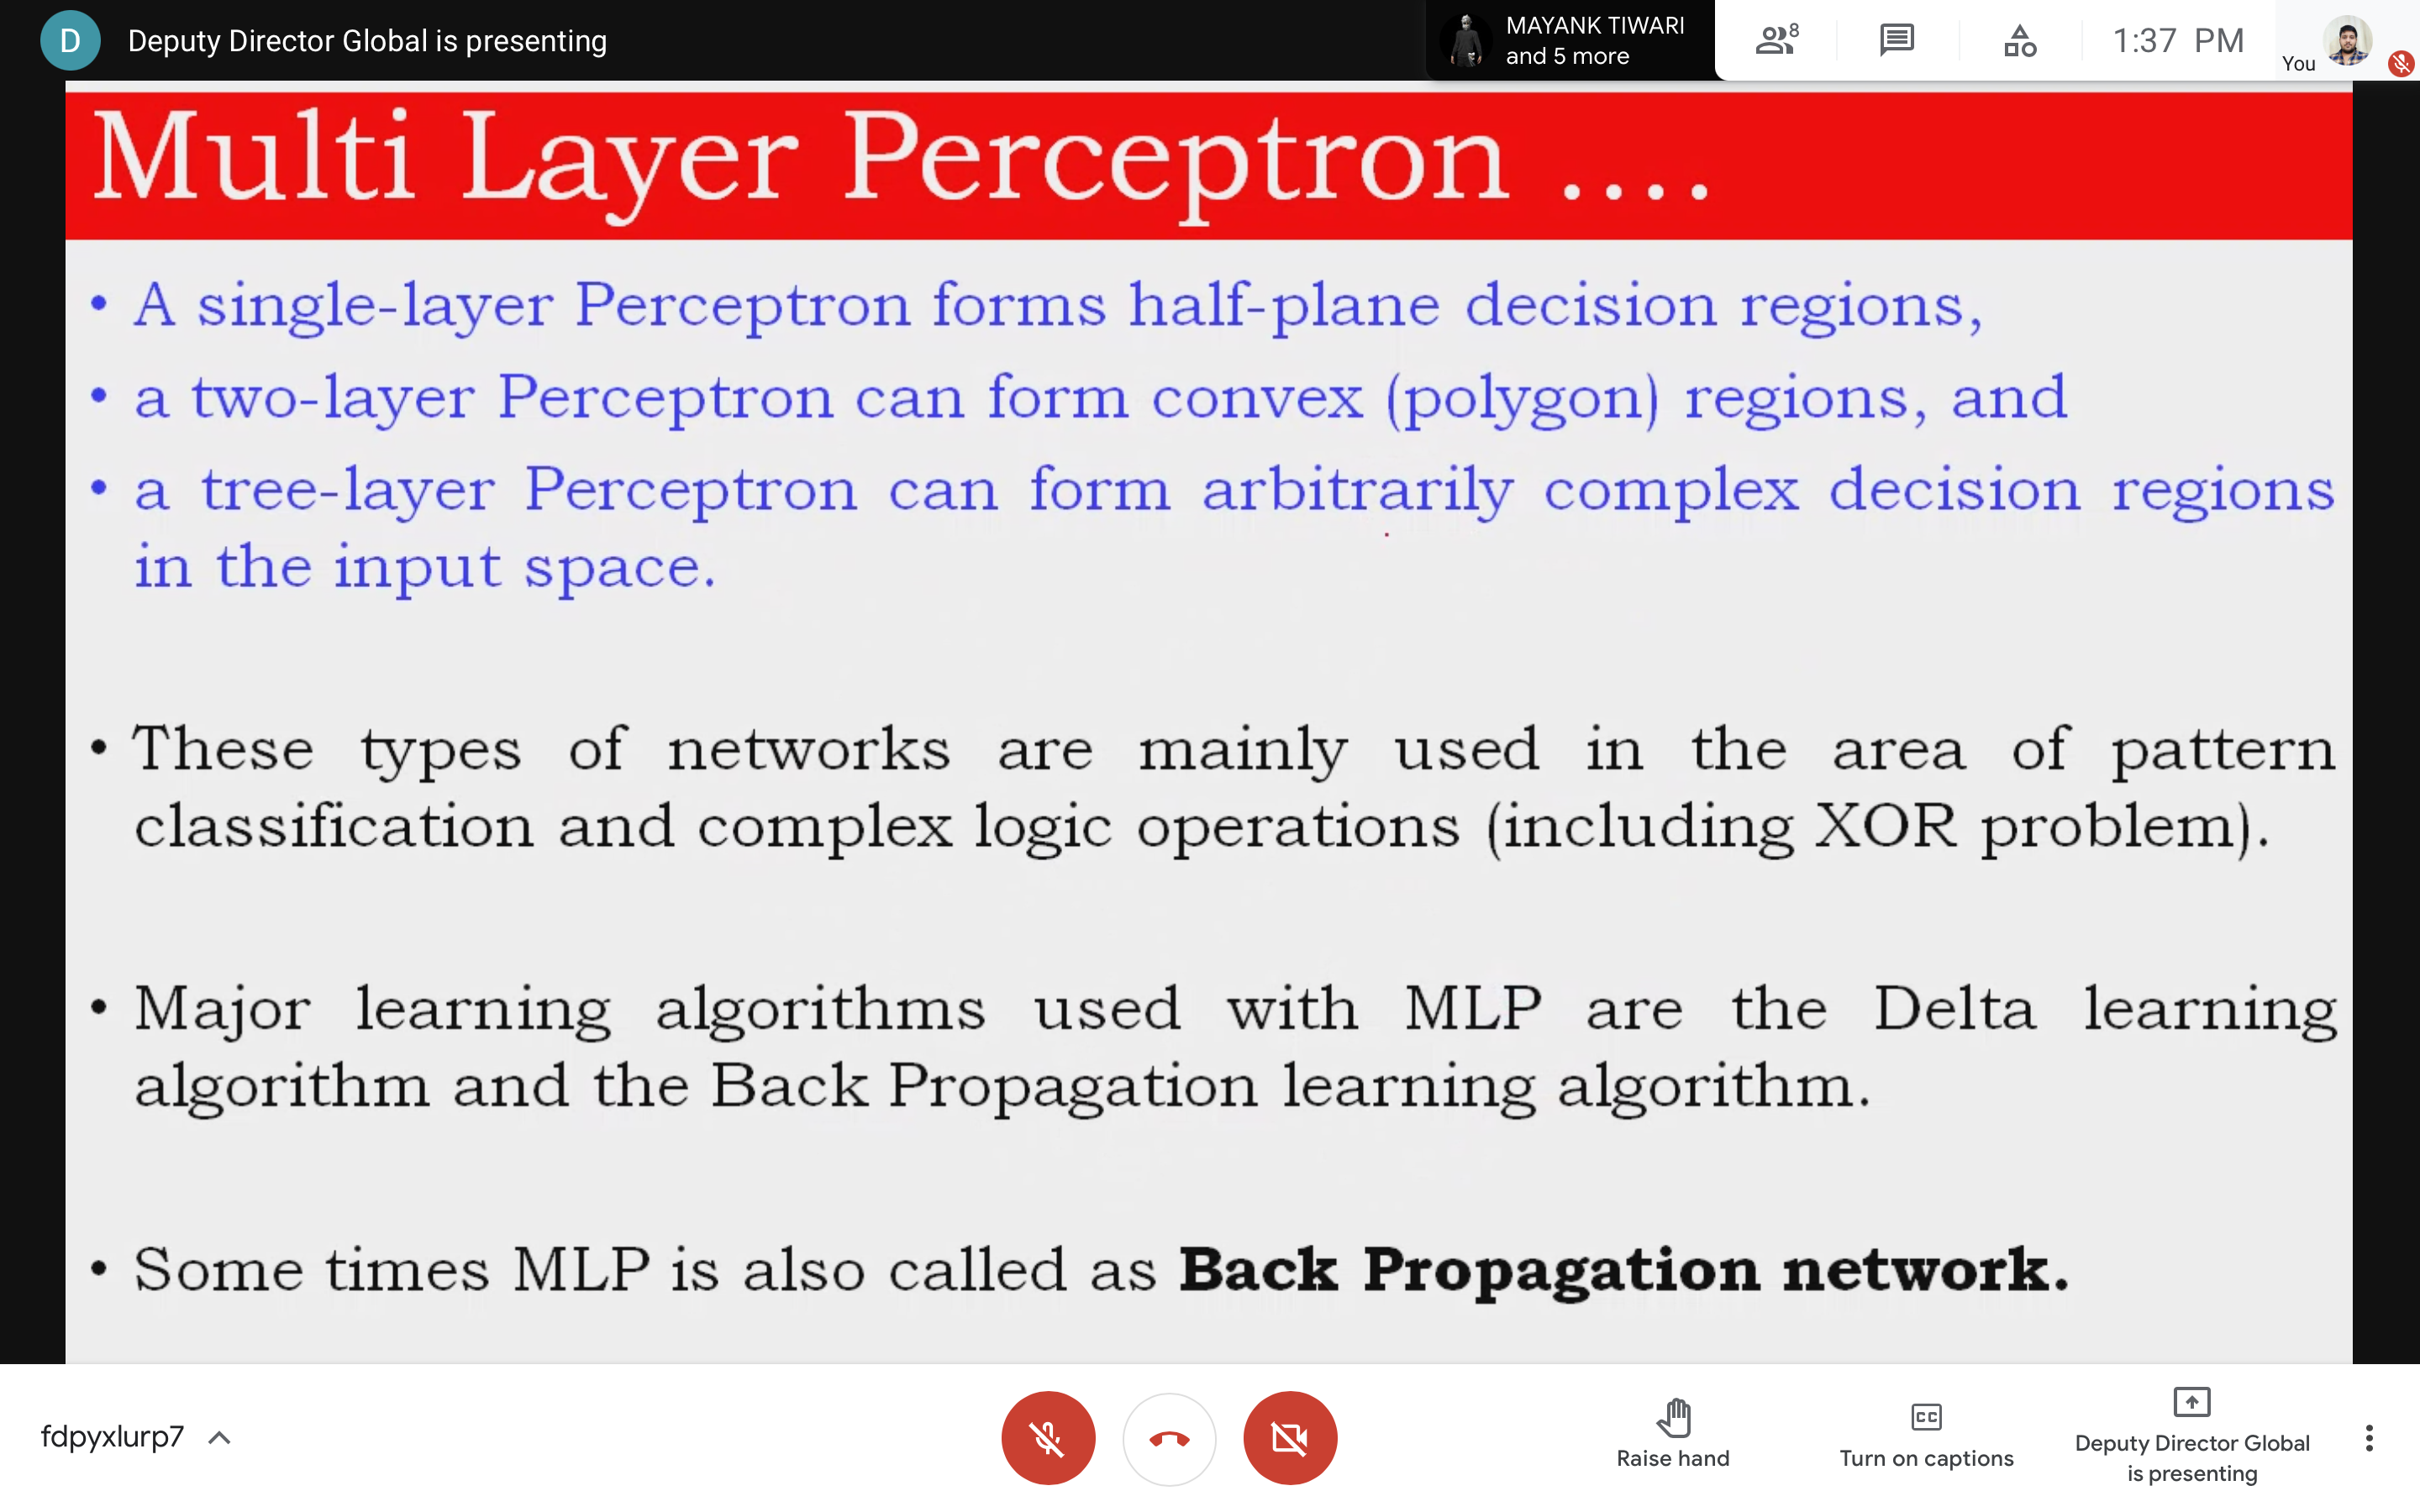 D Deputy Director Global is presenting
MAYANK TIWARI
and 5 more
8
1:37 PM
You
Multi Layer Perceptron ....
• A single-layer Perceptron forms half-plane decision regions,
• a two-layer Perceptron can form convex (polygon) regions, and
• a tree-layer Perceptron can form arbitrarily complex decision regions
in the input space.
• These types of networks are mainly used in the area of pattern
classification and complex logic operations (including XOR problem).
• Major learning algorithms used with MLP are the Delta learning
algorithm and the Back Propagation learning algorithm.
• Some times MLP is also called as Back Propagation network.
fdpyxlurp7
Raise hand
CC
Turn on captions
Deputy Director Global
is presenting